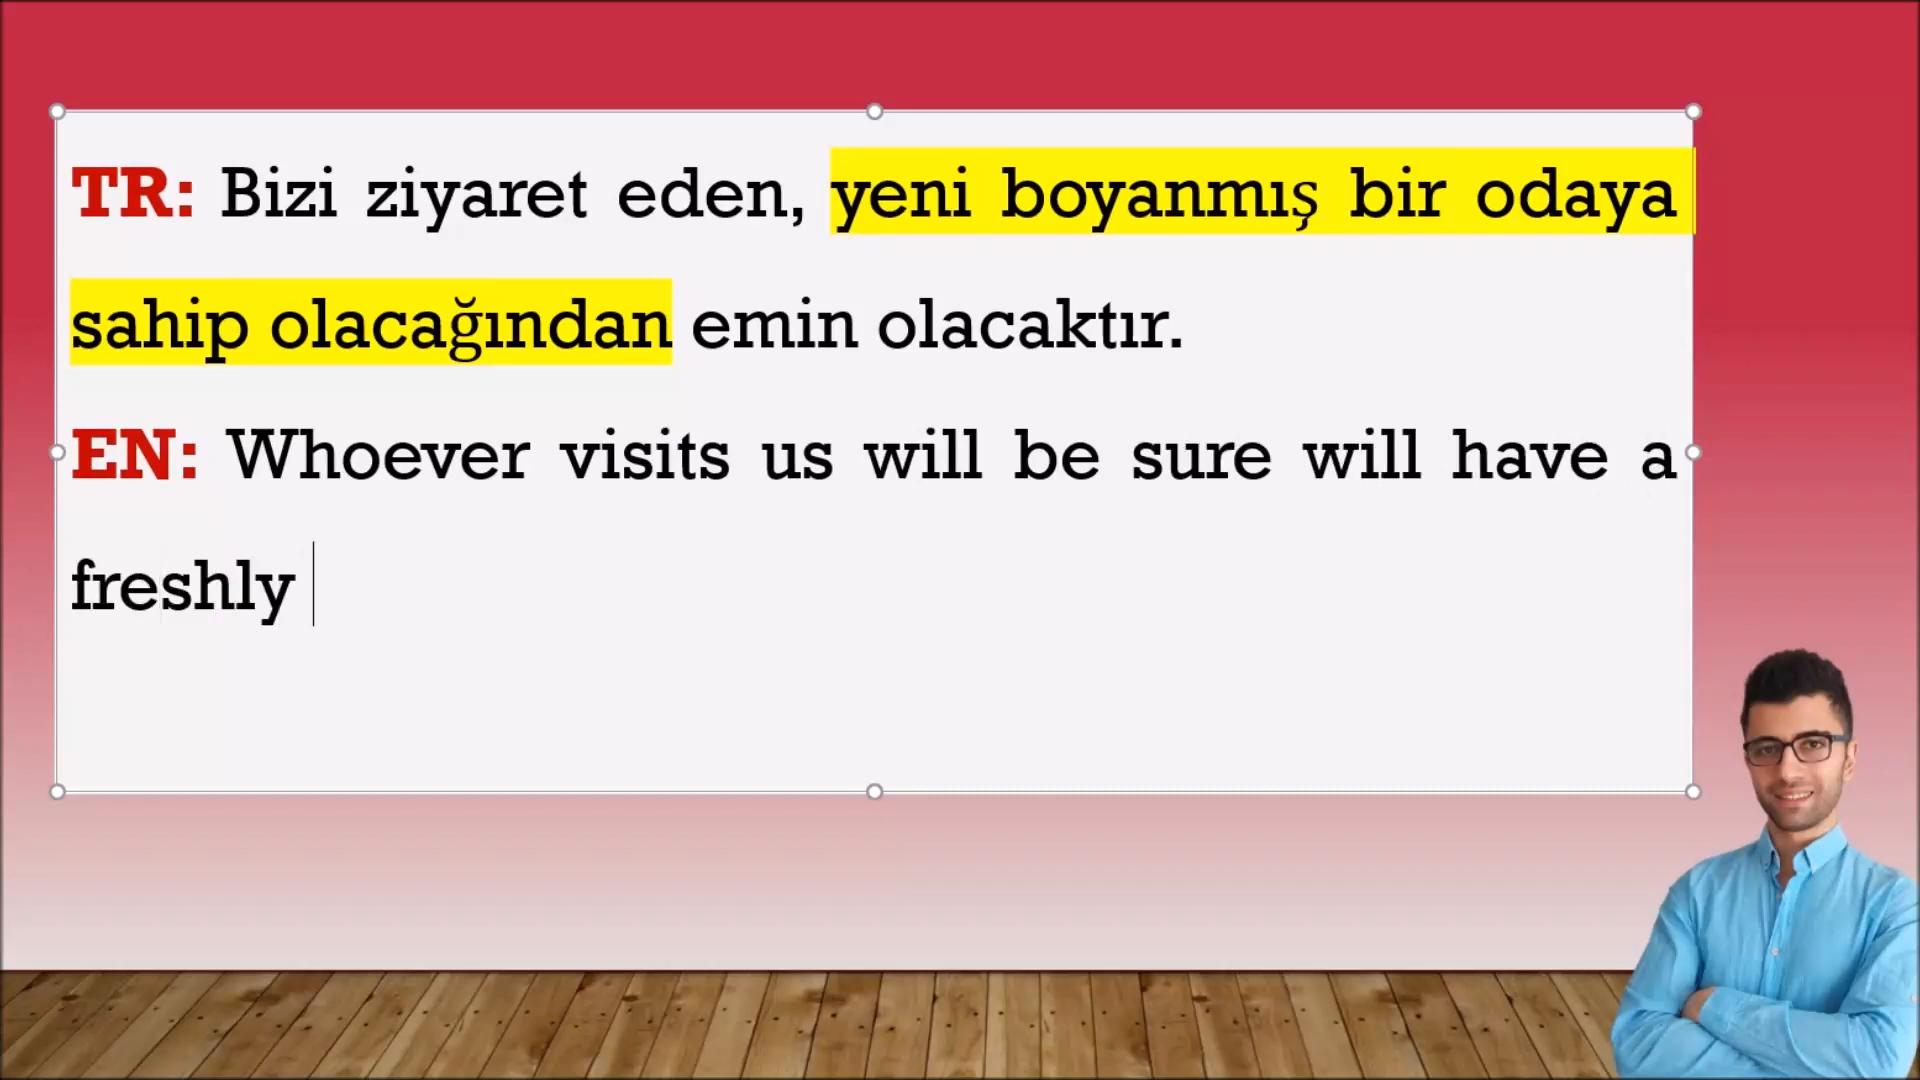 TR: Bizi ziyaret eden, yeni boyanmış bir odaya
sahip olacağından emin olacaktır.
EN: Whoever visits us will be sure will have a
freshly